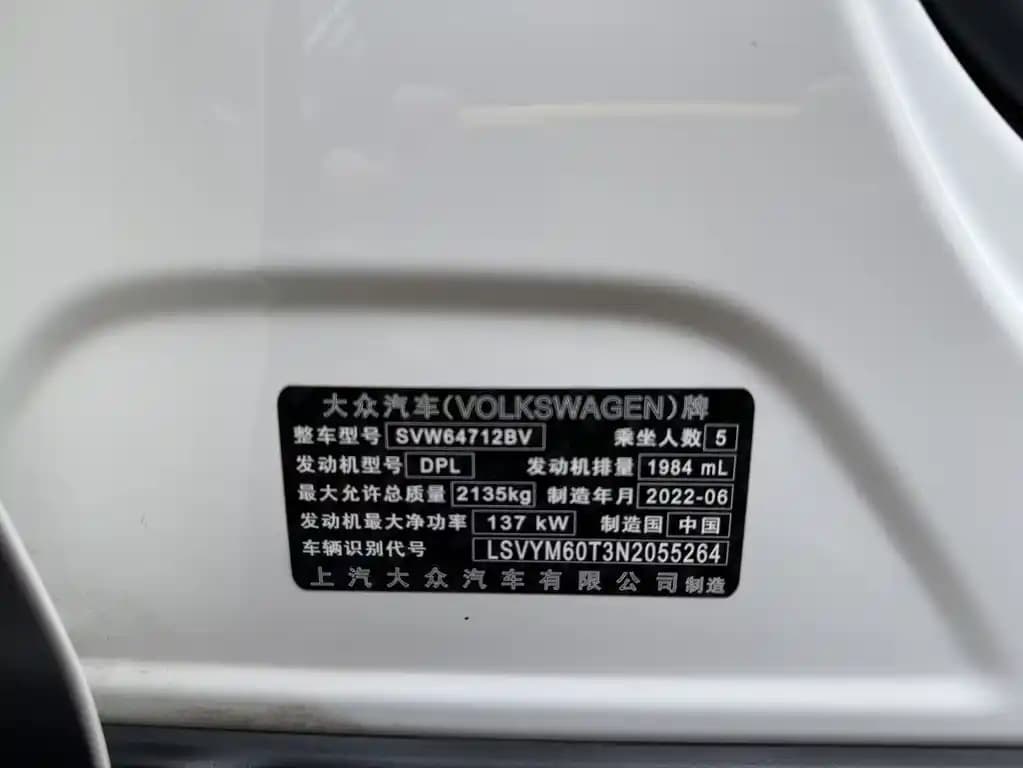 大众汽车(VOLKSWAGEN)牌
整车型号 SVW64712BV 乘坐人数 5
发动机型号 DPL 发动机排量 1984 mL
最大允许总质量 2135kg 制造年月 2022-06
发动机最大净功率 137 kW 制造国 中国
车辆识别代号 LSVYM60T3N2055264
上汽大众汽车有限公司制造